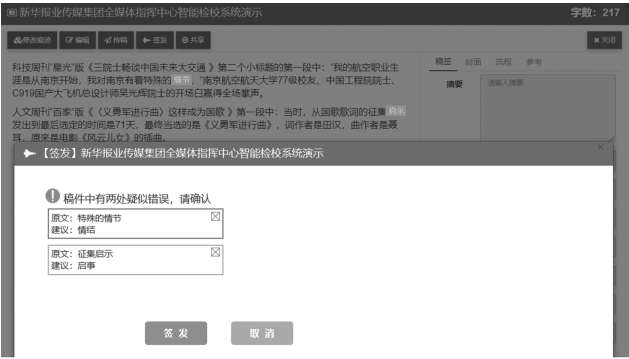 新华报业传媒集团全媒体指挥中心智能检校系统演示 字数：217
修改痕迹 编辑 传稿 签发 共享 × 关闭
科技周刊“晨光”版《三院士畅谈中国未来大交通 》第二个小标题的第一段中：“我的航空职业生
涯是从南京开始，我对南京有着特殊的 情节 。”南京航空航天大学77级校友、中国工程院院士、
C919国产大飞机总设计师吴光辉院士的开场白赢得全场掌声。
人文周刊“百家”版《 〈义勇军进行曲〉这样成为国歌 》第一段中：当时，从国歌歌词的征集 启示
发出到最后选定的时间是71天，最终当选的是《义勇军进行曲》，词作者是田汉，曲作者是聂
耳，原来是电影《风云儿女》的插曲。
稿签 封面 流程 参考
摘要 请输入摘要
【签发】新华报业传媒集团全媒体指挥中心智能检校系统演示 ×
稿件中有两处疑似错误，请确认
原文：特殊的情节
建议：情结
原文：征集启示
建议：启事
签 发 取 消